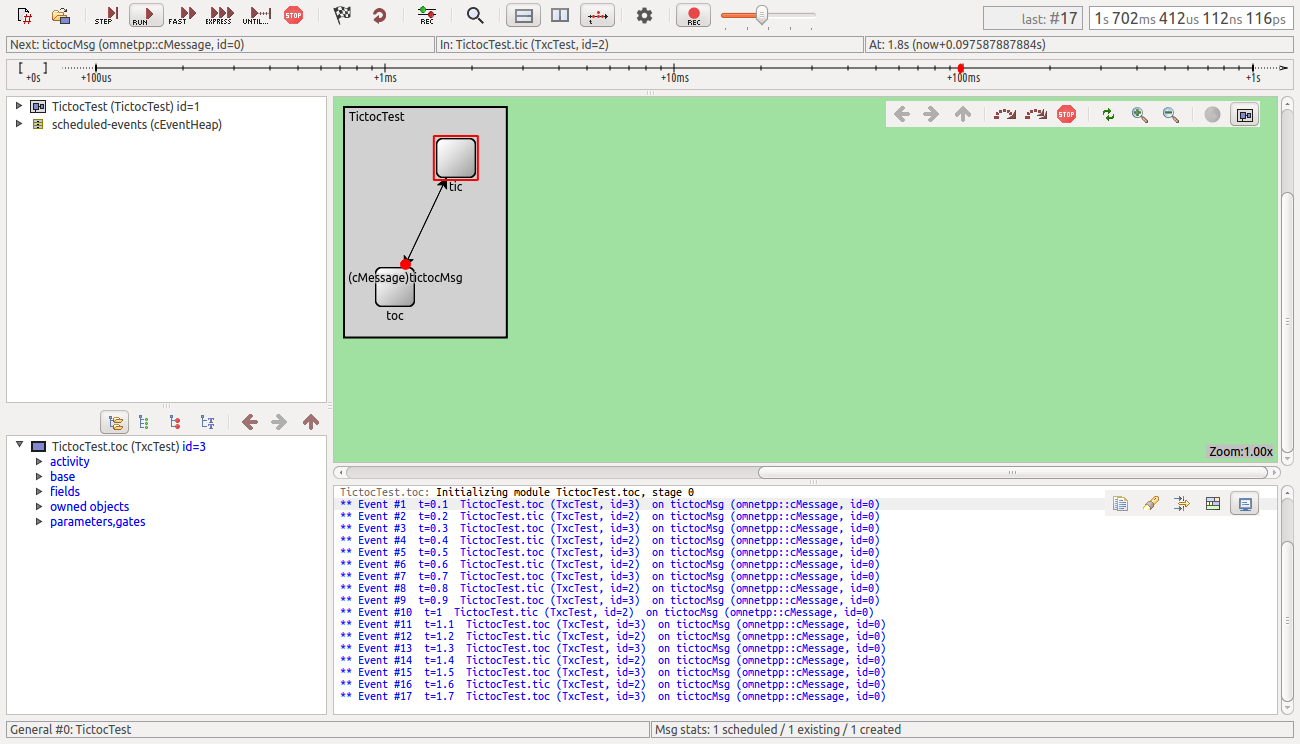 STEP RUN FAST EXPRESS UNTIL... STOP REC REC last: #17 1s 702ms 412us 112ns 116ps
Next: tictocMsg (omnetpp::cMessage, id=0) In: TictocTest.tic (TxcTest, id=2) At: 1.8s (now+0.097587887884s)
[ ]
+0s +100us +1ms +10ms +100ms +1s
TictocTest (TictocTest) id=1
scheduled-events (cEventHeap)
TictocTest
STOP
tic
(cMessage)tictocMsg
toc
Zoom:1.00x
TictocTest.toc (TxcTest) id=3
activity
base
fields
owned objects
parameters,gates
TictocTest.toc: Initializing module TictocTest.toc, stage 0
** Event #1 t=0.1 TictocTest.toc (TxcTest, id=3) on tictocMsg (omnetpp::cMessage, id=0)
** Event #2 t=0.2 TictocTest.tic (TxcTest, id=2) on tictocMsg (omnetpp::cMessage, id=0)
** Event #3 t=0.3 TictocTest.toc (TxcTest, id=3) on tictocMsg (omnetpp::cMessage, id=0)
** Event #4 t=0.4 TictocTest.tic (TxcTest, id=2) on tictocMsg (omnetpp::cMessage, id=0)
** Event #5 t=0.5 TictocTest.toc (TxcTest, id=3) on tictocMsg (omnetpp::cMessage, id=0)
** Event #6 t=0.6 TictocTest.tic (TxcTest, id=2) on tictocMsg (omnetpp::cMessage, id=0)
** Event #7 t=0.7 TictocTest.toc (TxcTest, id=3) on tictocMsg (omnetpp::cMessage, id=0)
** Event #8 t=0.8 TictocTest.tic (TxcTest, id=2) on tictocMsg (omnetpp::cMessage, id=0)
** Event #9 t=0.9 TictocTest.toc (TxcTest, id=3) on tictocMsg (omnetpp::cMessage, id=0)
** Event #10 t=1 TictocTest.tic (TxcTest, id=2) on tictocMsg (omnetpp::cMessage, id=0)
** Event #11 t=1.1 TictocTest.toc (TxcTest, id=3) on tictocMsg (omnetpp::cMessage, id=0)
** Event #12 t=1.2 TictocTest.tic (TxcTest, id=2) on tictocMsg (omnetpp::cMessage, id=0)
** Event #13 t=1.3 TictocTest.toc (TxcTest, id=3) on tictocMsg (omnetpp::cMessage, id=0)
** Event #14 t=1.4 TictocTest.tic (TxcTest, id=2) on tictocMsg (omnetpp::cMessage, id=0)
** Event #15 t=1.5 TictocTest.toc (TxcTest, id=3) on tictocMsg (omnetpp::cMessage, id=0)
** Event #16 t=1.6 TictocTest.tic (TxcTest, id=2) on tictocMsg (omnetpp::cMessage, id=0)
** Event #17 t=1.7 TictocTest.toc (TxcTest, id=3) on tictocMsg (omnetpp::cMessage, id=0)
General #0: TictocTest Msg stats: 1 scheduled / 1 existing / 1 created